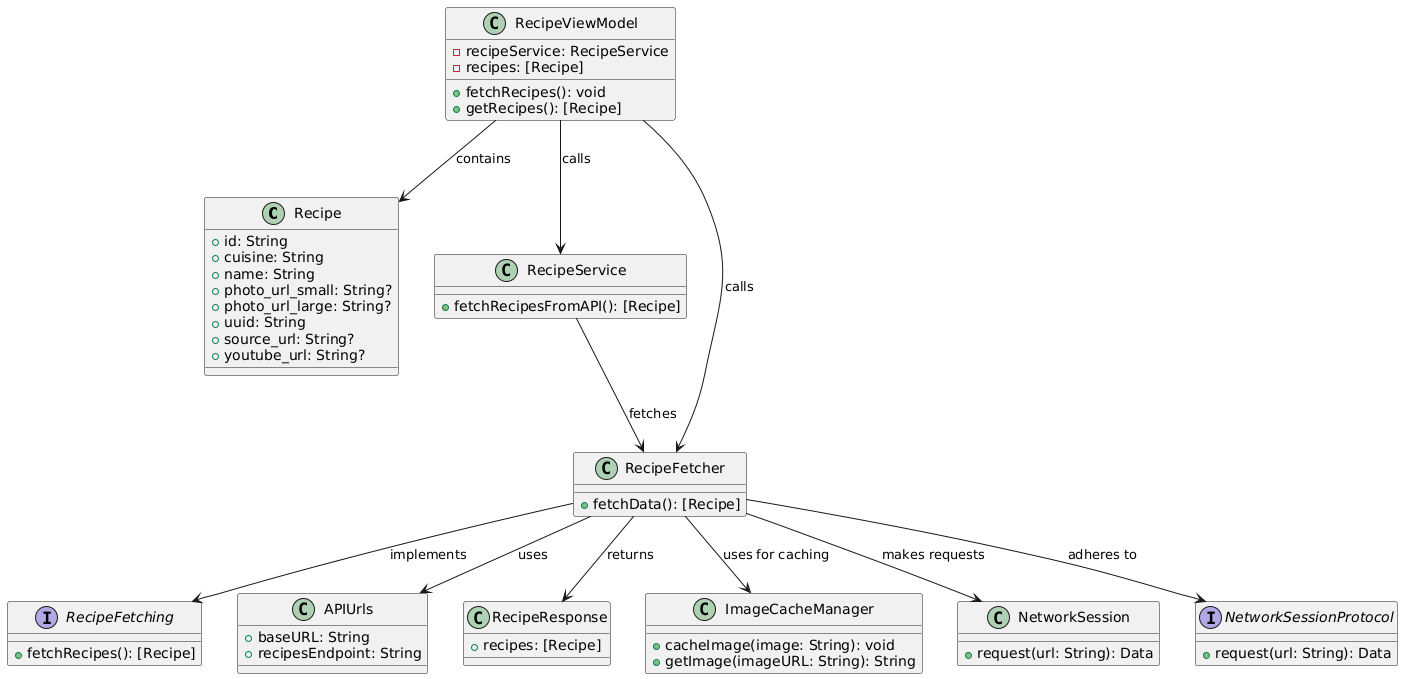 C RecipeViewModel
recipeService: RecipeService
recipes: [Recipe]
fetchRecipes(): void
getRecipes(): [Recipe]
contains
calls
calls
C Recipe
id: String
cuisine: String
name: String
photo_url_small: String?
photo_url_large: String?
uuid: String
source_url: String?
youtube_url: String?
C RecipeService
fetchRecipesFromAPI(): [Recipe]
fetches
C RecipeFetcher
fetchData(): [Recipe]
implements
uses
returns
uses for caching
makes requests
adheres to
I RecipeFetching
fetchRecipes(): [Recipe]
C APIUrls
baseURL: String
recipesEndpoint: String
C RecipeResponse
recipes: [Recipe]
C ImageCacheManager
cacheImage(image: String): void
getImage(imageURL: String): String
C NetworkSession
request(url: String): Data
I NetworkSessionProtocol
request(url: String): Data